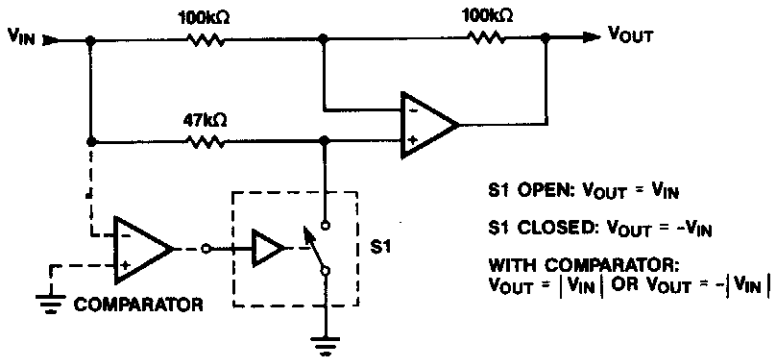 100kΩ
100kΩ
VIN
VOUT
47kΩ
-
+
S1 OPEN: VOUT = VIN
-
+
S1
S1 CLOSED: VOUT = -VIN
WITH COMPARATOR:
VOUT = |VIN| OR VOUT = -|VIN|
COMPARATOR